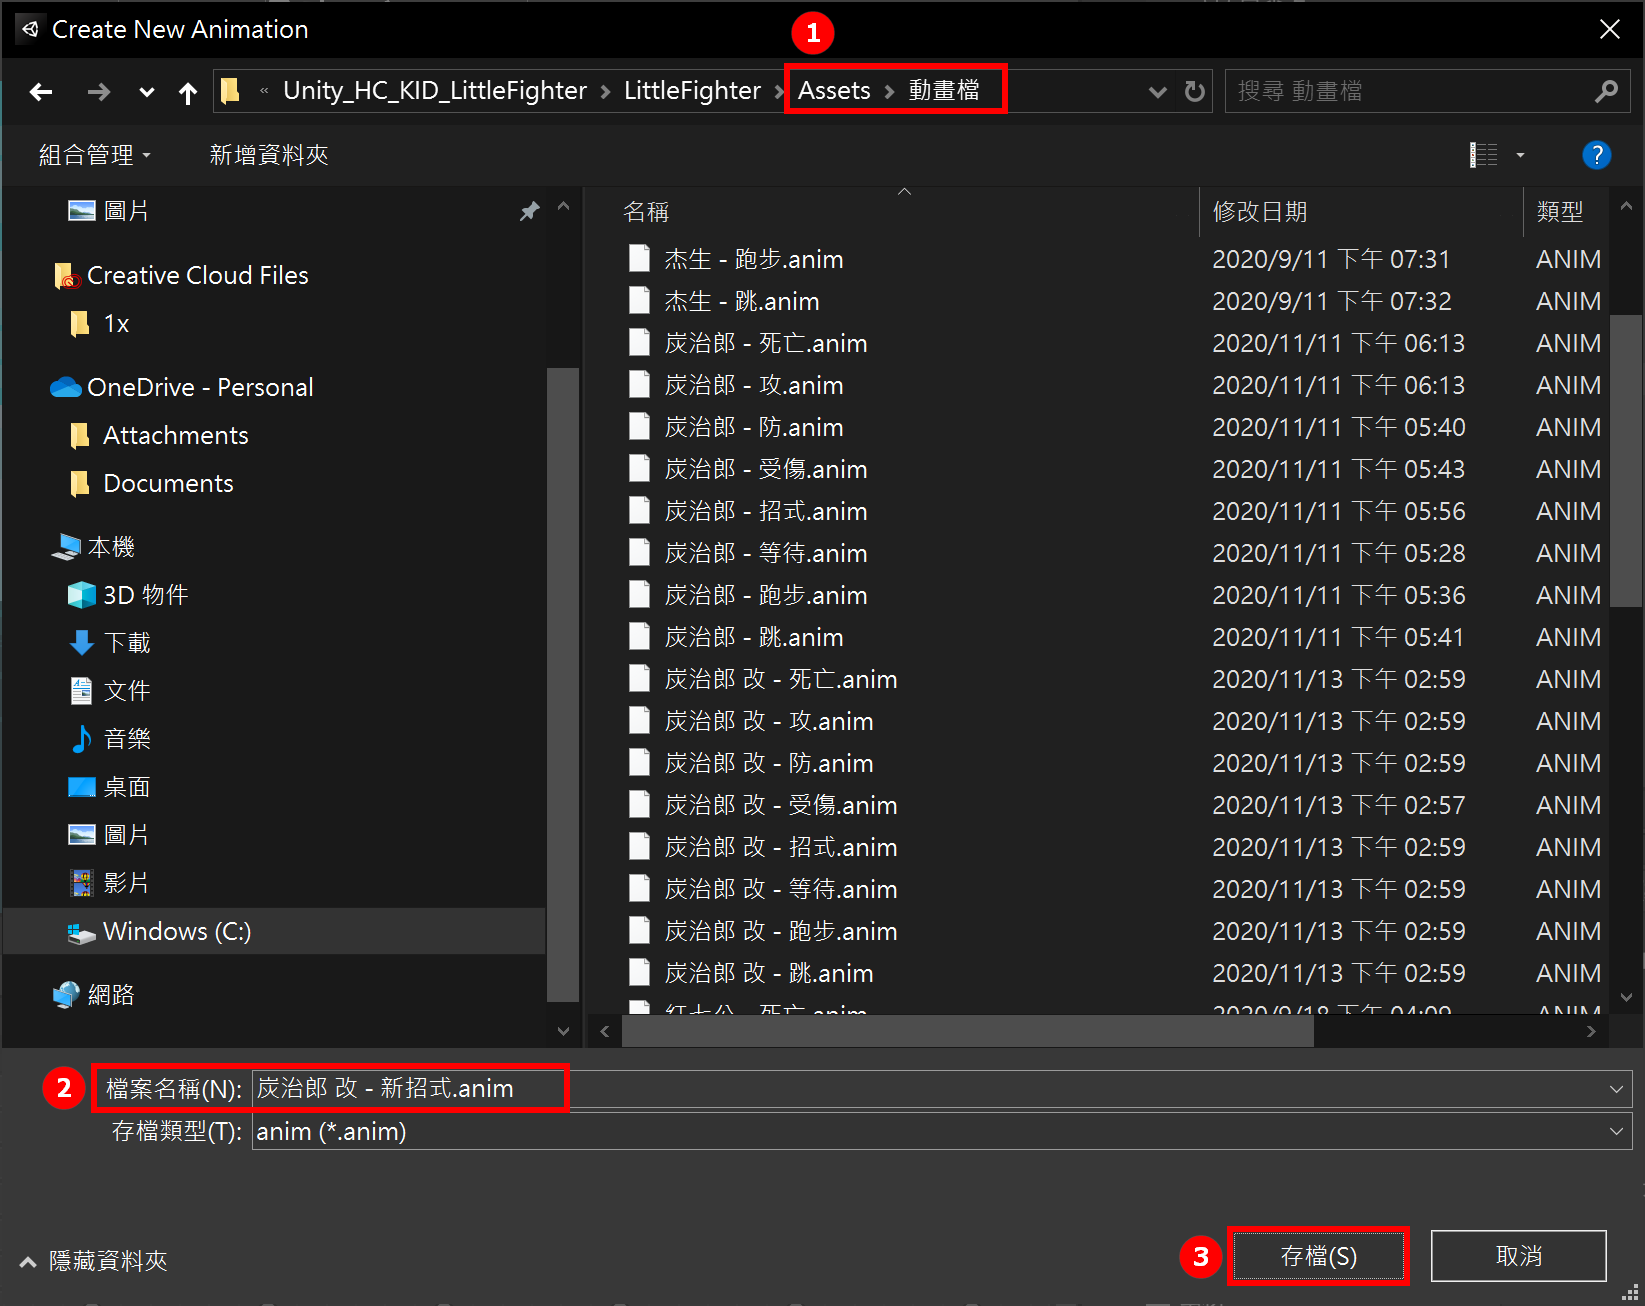 Create New Animation
1
« Unity_HC_KID_LittleFighter › LittleFighter › Assets › 動畫檔
搜尋 動畫檔
組合管理
新增資料夾
?
圖片
Creative Cloud Files
1x
OneDrive - Personal
Attachments
Documents
本機
3D 物件
下載
文件
音樂
桌面
圖片
影片
Windows (C:)
網路
名稱 修改日期 類型
杰生 - 跑步.anim 2020/9/11 下午 07:31 ANIM
杰生 - 跳.anim 2020/9/11 下午 07:32 ANIM
炭治郎 - 死亡.anim 2020/11/11 下午 06:13 ANIM
炭治郎 - 攻.anim 2020/11/11 下午 06:13 ANIM
炭治郎 - 防.anim 2020/11/11 下午 05:40 ANIM
炭治郎 - 受傷.anim 2020/11/11 下午 05:43 ANIM
炭治郎 - 招式.anim 2020/11/11 下午 05:56 ANIM
炭治郎 - 等待.anim 2020/11/11 下午 05:28 ANIM
炭治郎 - 跑步.anim 2020/11/11 下午 05:36 ANIM
炭治郎 - 跳.anim 2020/11/11 下午 05:41 ANIM
炭治郎 改 - 死亡.anim 2020/11/13 下午 02:59 ANIM
炭治郎 改 - 攻.anim 2020/11/13 下午 02:59 ANIM
炭治郎 改 - 防.anim 2020/11/13 下午 02:59 ANIM
炭治郎 改 - 受傷.anim 2020/11/13 下午 02:57 ANIM
炭治郎 改 - 招式.anim 2020/11/13 下午 02:59 ANIM
炭治郎 改 - 等待.anim 2020/11/13 下午 02:59 ANIM
炭治郎 改 - 跑步.anim 2020/11/13 下午 02:59 ANIM
炭治郎 改 - 跳.anim 2020/11/13 下午 02:59 ANIM
2 檔案名稱(N): 炭治郎 改 - 新招式.anim
存檔類型(T): anim (*.anim)
隱藏資料夾
3 存檔(S) 取消